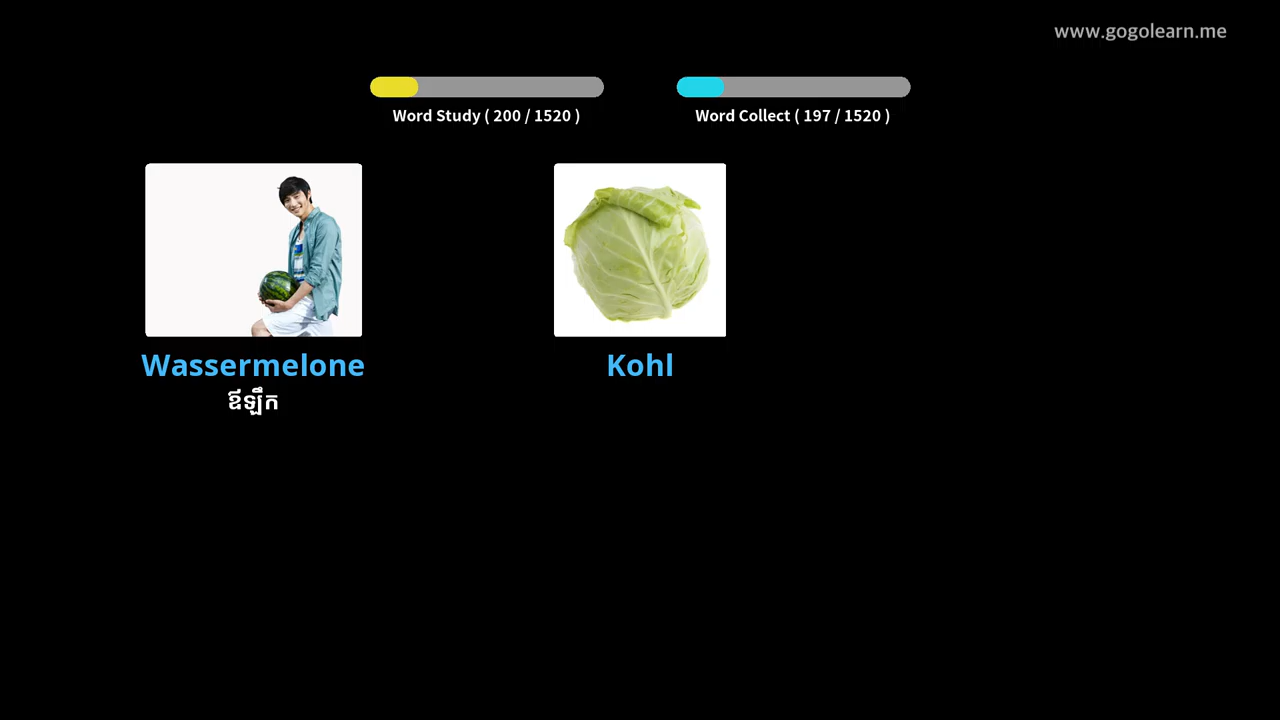 www.gogolearn.me
Word Study ( 200 / 1520 )
Word Collect ( 197 / 1520 )
Wassermelone
ឪឡឹក
Kohl